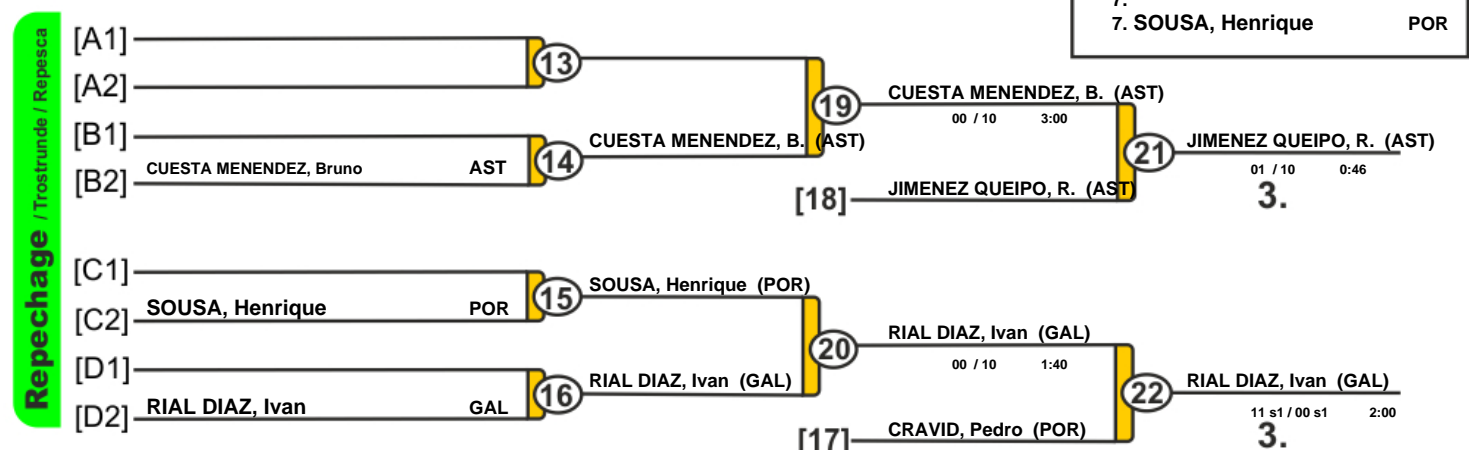 7.
7. SOUSA, Henrique POR
Repechage / Trostrunde / Repesca
[A1]
13
[A2]
19
CUESTA MENENDEZ, B. (AST)
00 / 10 3:00
[B1]
CUESTA MENENDEZ, B. (AST)
21
JIMENEZ QUEIPO, R. (AST)
01 / 10 0:46
3.
14
CUESTA MENENDEZ, Bruno AST
[B2]
[18]
JIMENEZ QUEIPO, R. (AST)
[C1]
15
SOUSA, Henrique (POR)
SOUSA, Henrique POR
[C2]
20
RIAL DIAZ, Ivan (GAL)
00 / 10 1:40
[D1]
16
RIAL DIAZ, Ivan (GAL)
22
RIAL DIAZ, Ivan (GAL)
11 s1 / 00 s1 2:00
3.
RIAL DIAZ, Ivan GAL
[D2]
[17]
CRAVID, Pedro (POR)